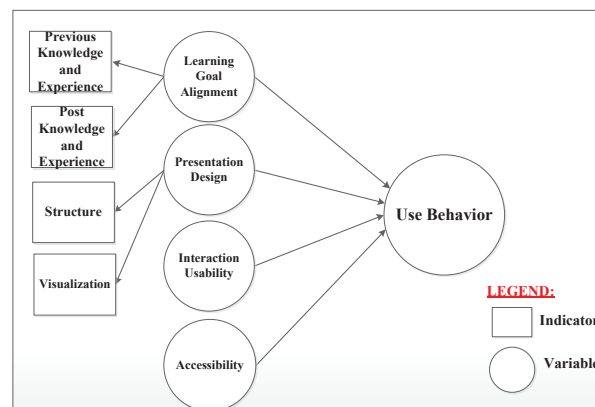 Previous
Knowledge
and
Experience
Post
Knowledge
and
Experience
Structure
Visualization
Learning
Goal
Alignment
Presentation
Design
Interaction
Usability
Accessibility
Use Behavior
LEGEND:
Indicator
Variable